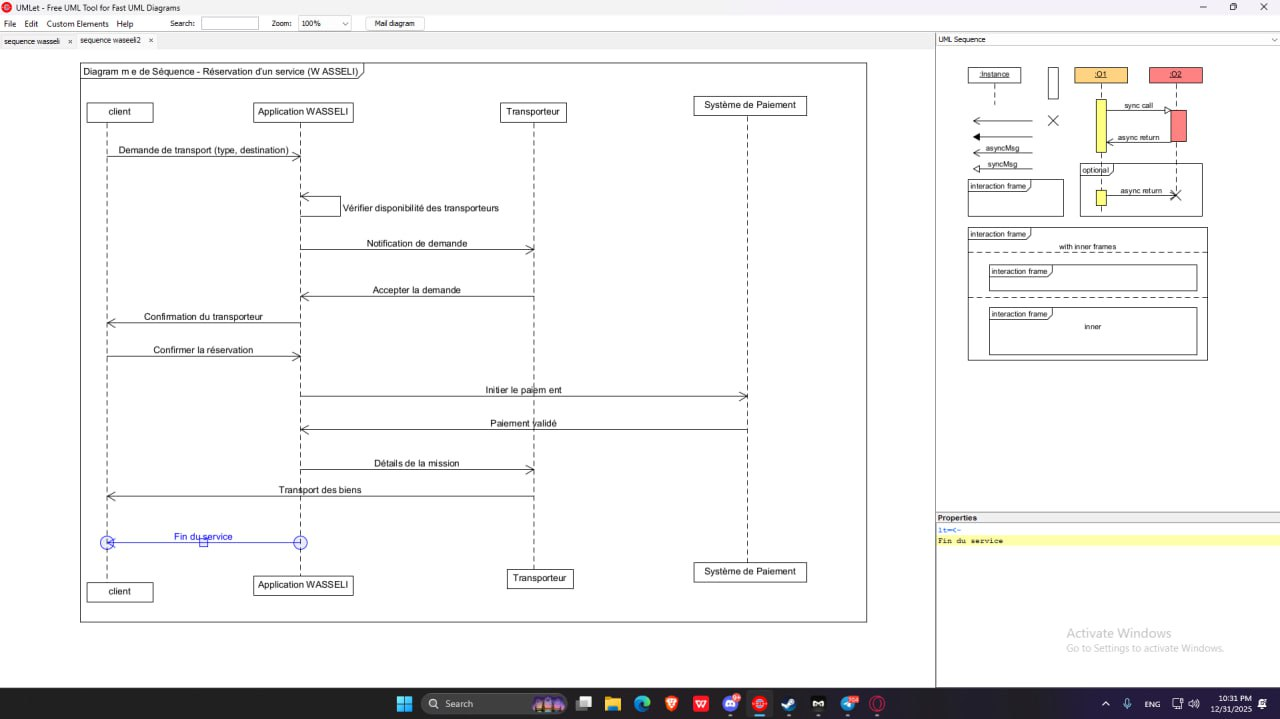 UMLet - Free UML Tool for Fast UML Diagrams
File Edit Custom Elements Help Search: Zoom: 100% Mail diagram
sequence wasseli × sequence waseeli2 ×
Diagram m e de Séquence - Réservation d'un service (W ASSELI)
client
Application WASSELI
Transporteur
Système de Paiement
Demande de transport (type, destination)
Vérifier disponibilité des transporteurs
Notification de demande
Accepter la demande
Confirmation du transporteur
Confirmer la réservation
Initier le paiem ent
Paiement validé
Détails de la mission
Transport des biens
Fin du service
client
Application WASSELI
Transporteur
Système de Paiement
UML Sequence
:Instance
:O1
:O2
sync call
async return
asyncMsg
syncMsg
optional
async return
interaction frame
interaction frame
with inner frames
interaction frame
interaction frame
inner
Properties
lt=<-
Fin du service
Activate Windows
Go to Settings to activate Windows.
Search
ENG
10:31 PM
12/31/2025